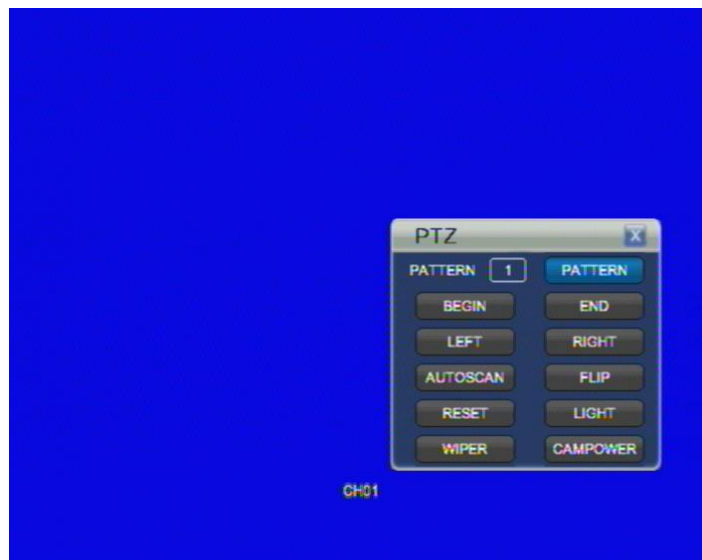 PTZ X
PATTERN 1 PATTERN
BEGIN END
LEFT RIGHT
AUTOSCAN FLIP
RESET LIGHT
WIPER CAMPOWER
CH01